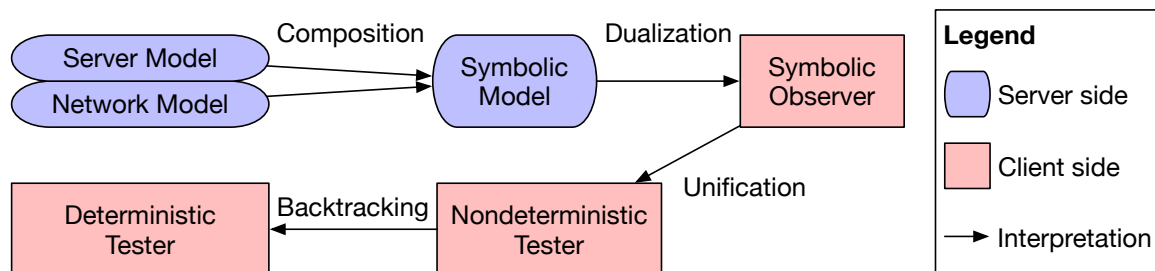 Server Model
Network Model
Composition
Symbolic
Model
Dualization
Symbolic
Observer
Unification
Nondeterministic
Tester
Backtracking
Deterministic
Tester
Legend
Server side
Client side
Interpretation